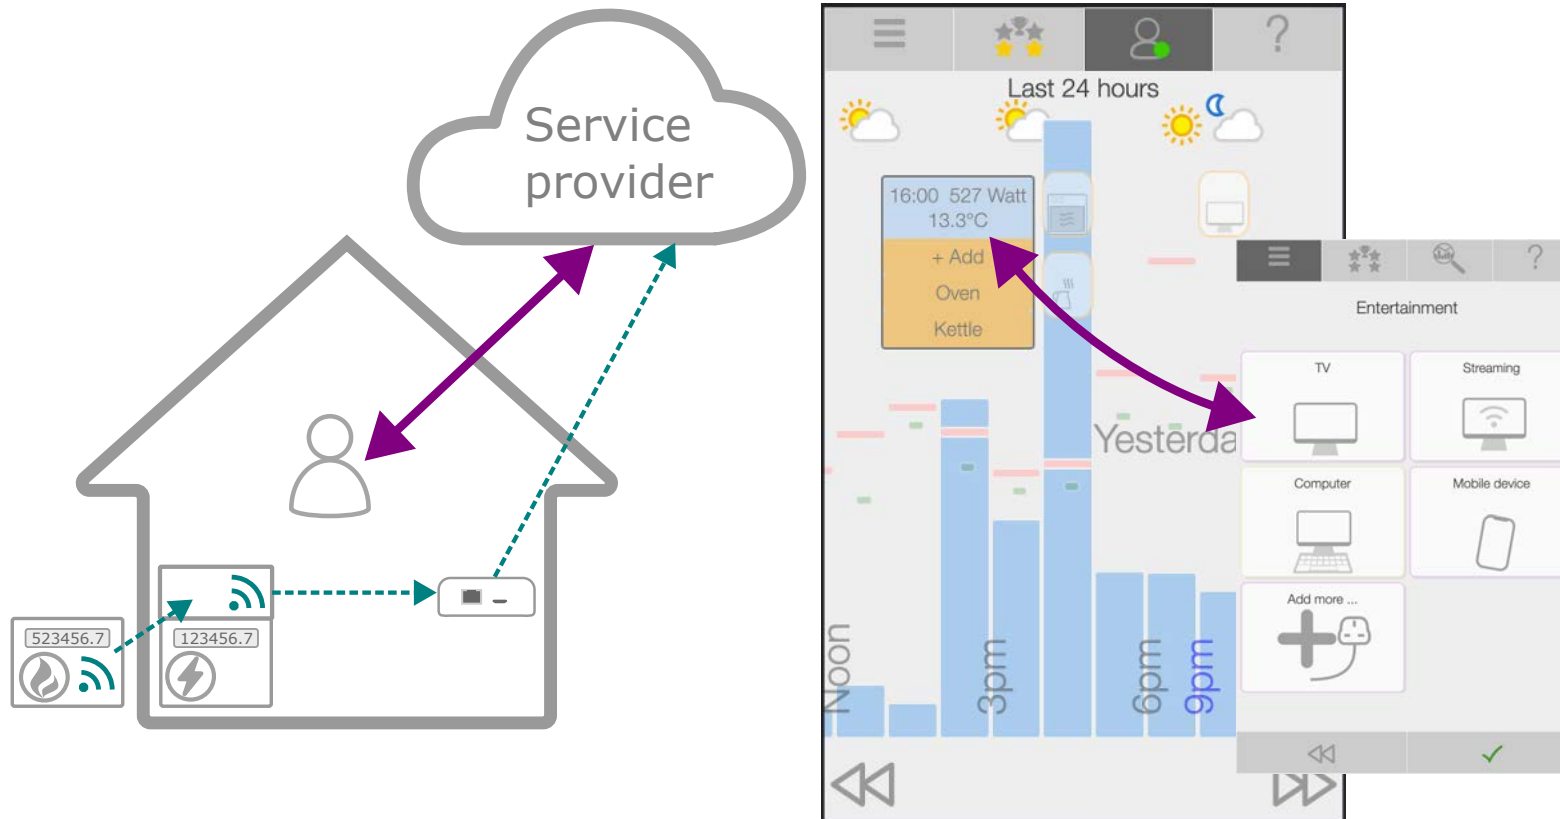 Service
provider
523456.7
123456.7
?
Last 24 hours
16:00 527 Watt
13.3°C
+ Add
Oven
Kettle
Yesterda
Noon
3pm
6pm
9pm
?
Entertainment
TV
Streaming
Computer
Mobile device
Add more ...